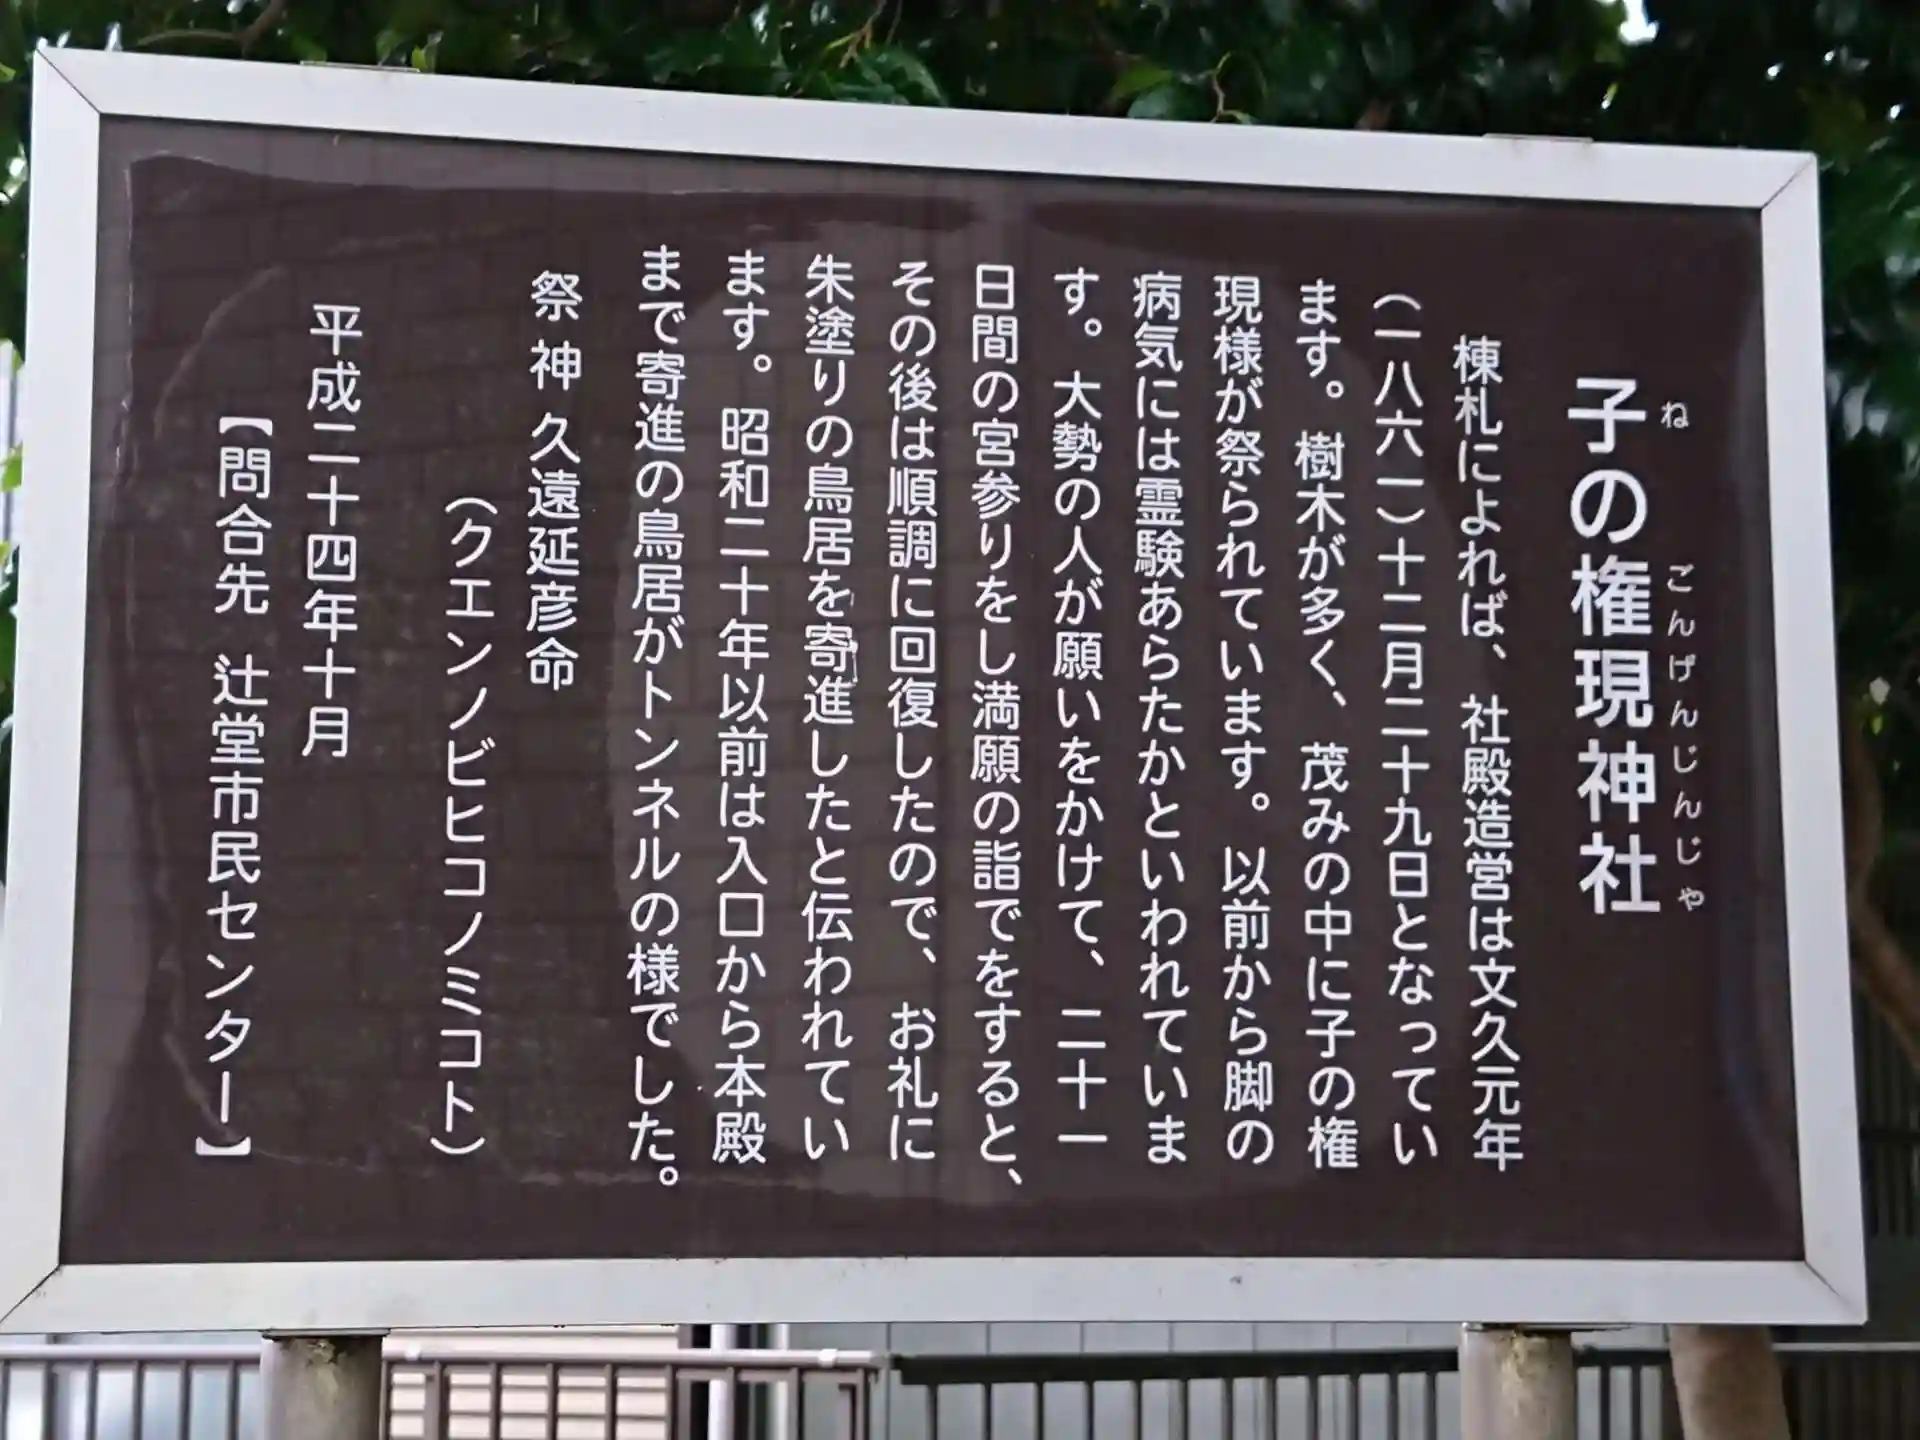 子の権現神社
ね ごんげんじんじゃ
棟札によれば、社殿造営は文久元年
(一八六一)十二月二十九日となってい
ます。樹木が多く、茂みの中に子の権
現様が祭られています。以前から脚の
病気には霊験あらたかといわれていま
す。大勢の人が願いをかけて、二十一
日間の宮参りをし満願の詣でをすると、
その後は順調に回復したので、お礼に
朱塗りの鳥居を寄進したと伝われてい
ます。昭和二十年以前は入口から本殿
まで寄進の鳥居がトンネルの様でした。
祭 神 久遠延彦命
(クエンノビヒコノミコト)
平成二十四年十月
【問合先 辻堂市民センター】